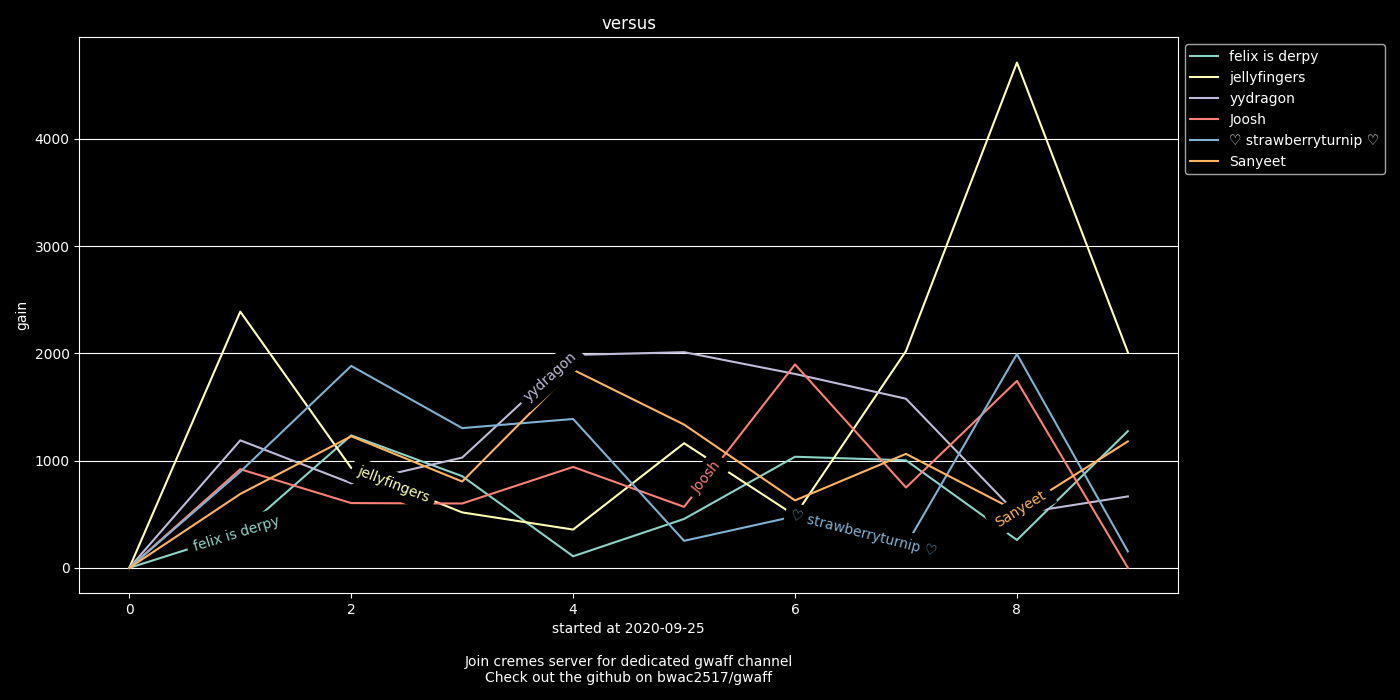 versus
felix is derpy
jellyfingers
yydragon
Joosh
♡ strawberryturnip ♡
Sanyeet
4000
3000
2000
1000
0
gain
yydragon
jellyfingers
Joosh
felix is derpy
♡ strawberryturnip ♡
Sanyeet
0 2 4 6 8
started at 2020-09-25
Join cremes server for dedicated gwaff channel
Check out the github on bwac2517/gwaff